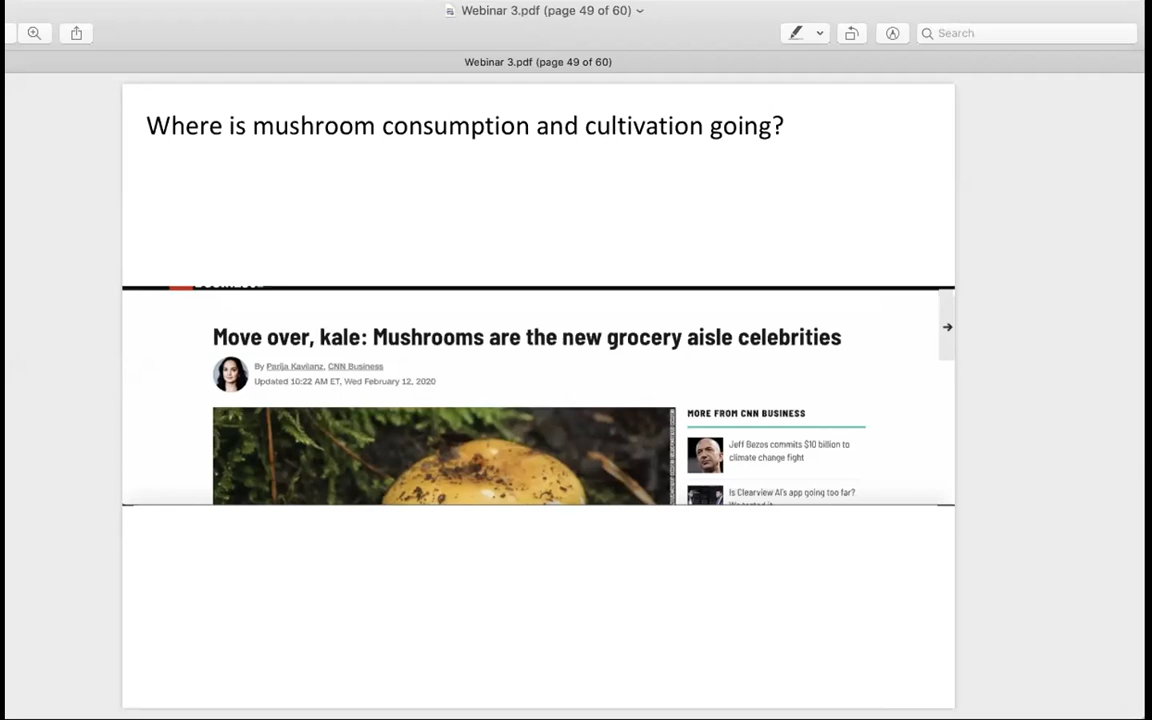 Webinar 3.pdf (page 49 of 60)
Search
Webinar 3.pdf (page 49 of 60)
Where is mushroom consumption and cultivation going?
Move over, kale: Mushrooms are the new grocery aisle celebrities
By Parija Kavilanz, CNN Business
Updated 10:22 AM ET, Wed February 12, 2020
MORE FROM CNN BUSINESS
Jeff Bezos commits $10 billion to
climate change fight
Is Clearview AI's app going too far?